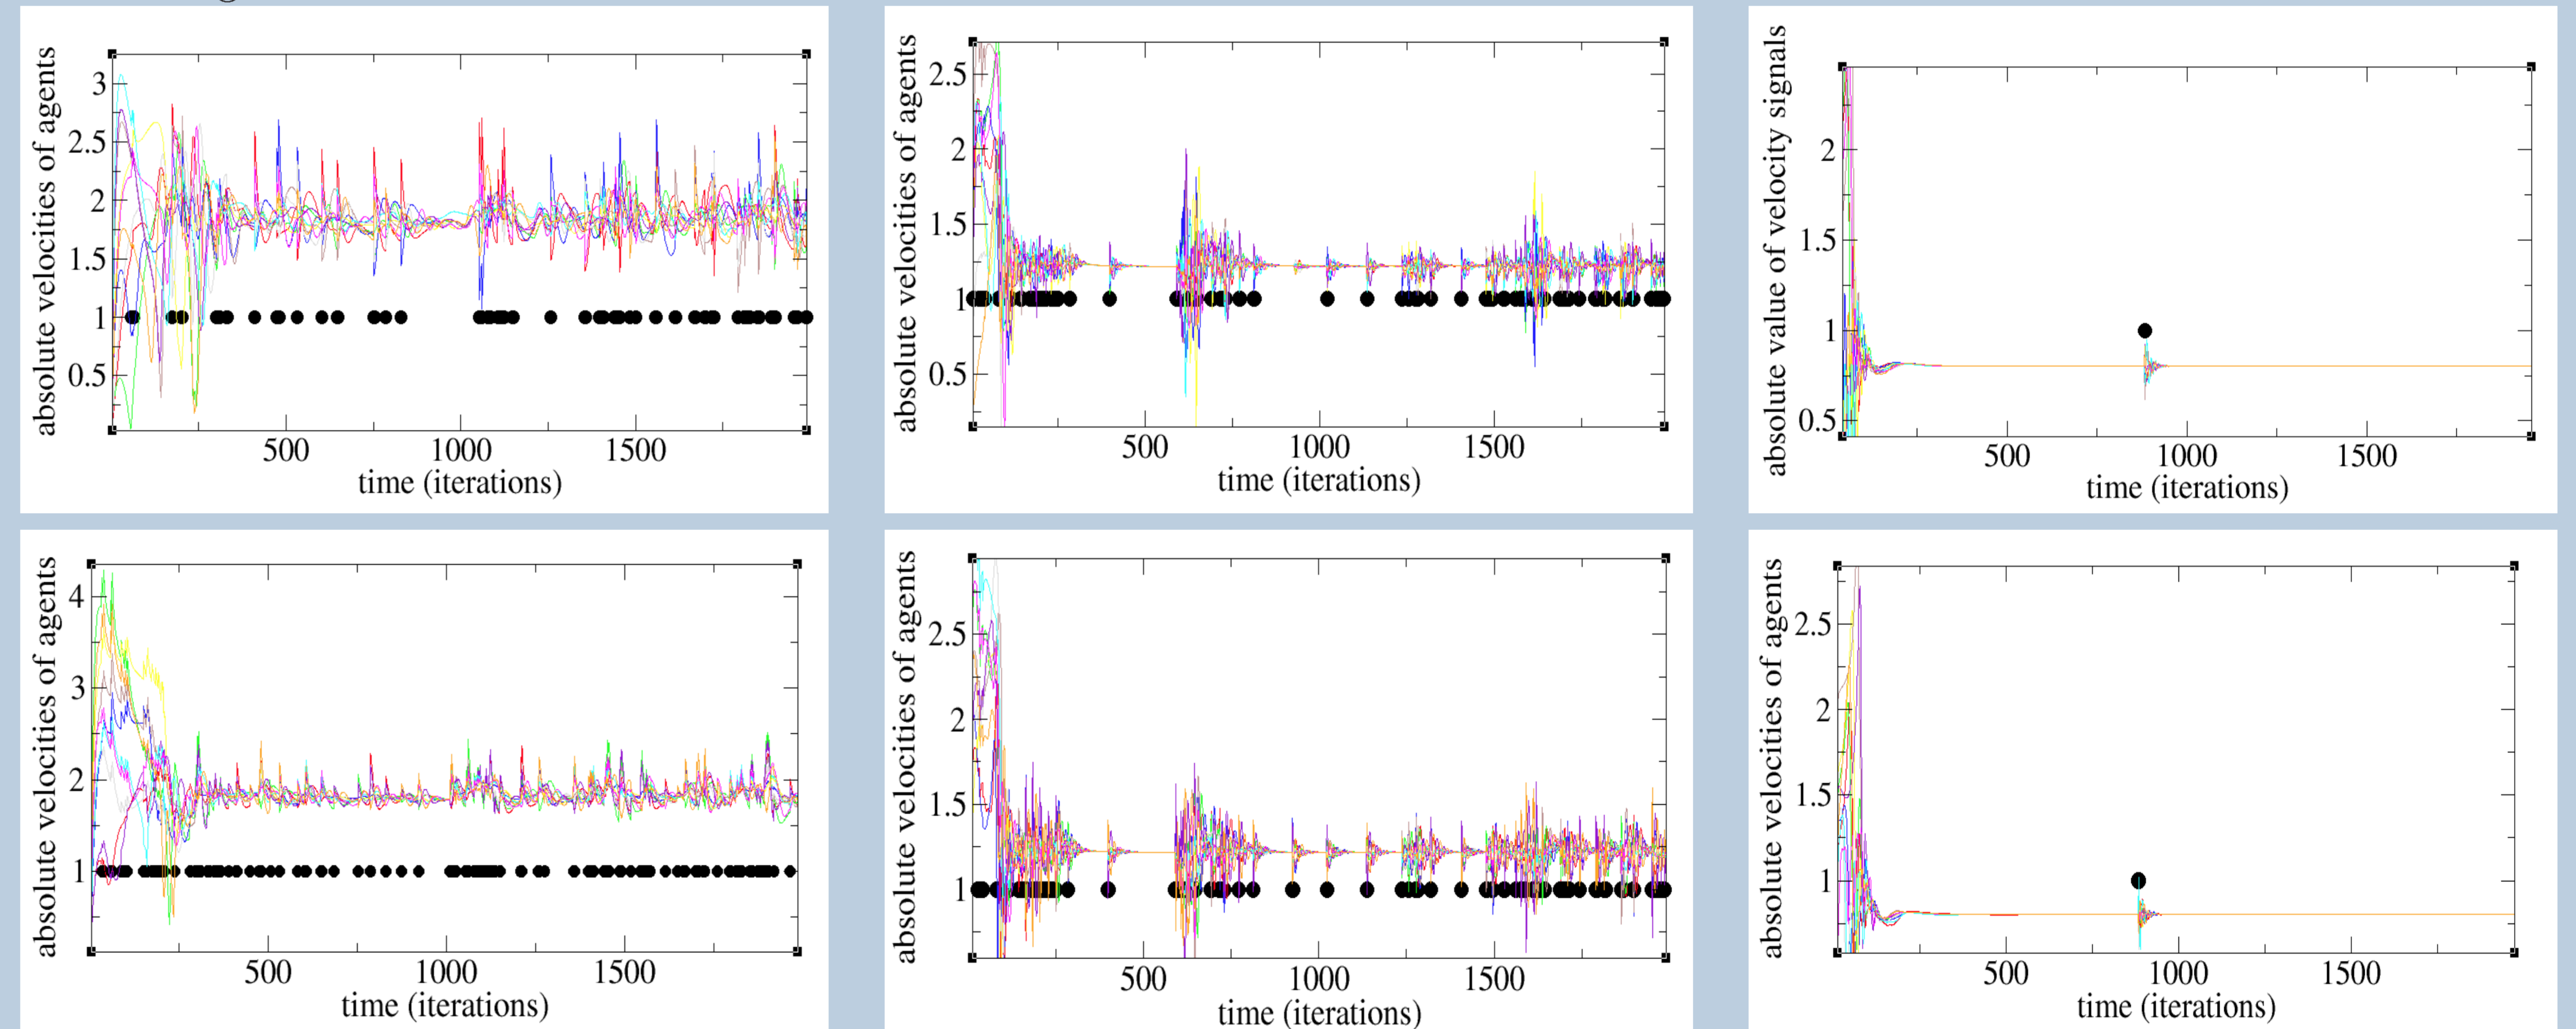 absolute velocities of agents
3
2.5
2
1.5
1
0.5
500 1000 1500
time (iterations)
absolute velocities of agents
2.5
2
1.5
1
0.5
500 1000 1500
time (iterations)
absolute value of velocity signals
2
1.5
1
0.5
500 1000 1500
time (iterations)
absolute velocities of agents
4
3
2
1
500 1000 1500
time (iterations)
absolute velocities of agents
2.5
2
1.5
1
500 1000 1500
time (iterations)
absolute velocities of agents
2.5
2
1.5
1
500 1000 1500
time (iterations)